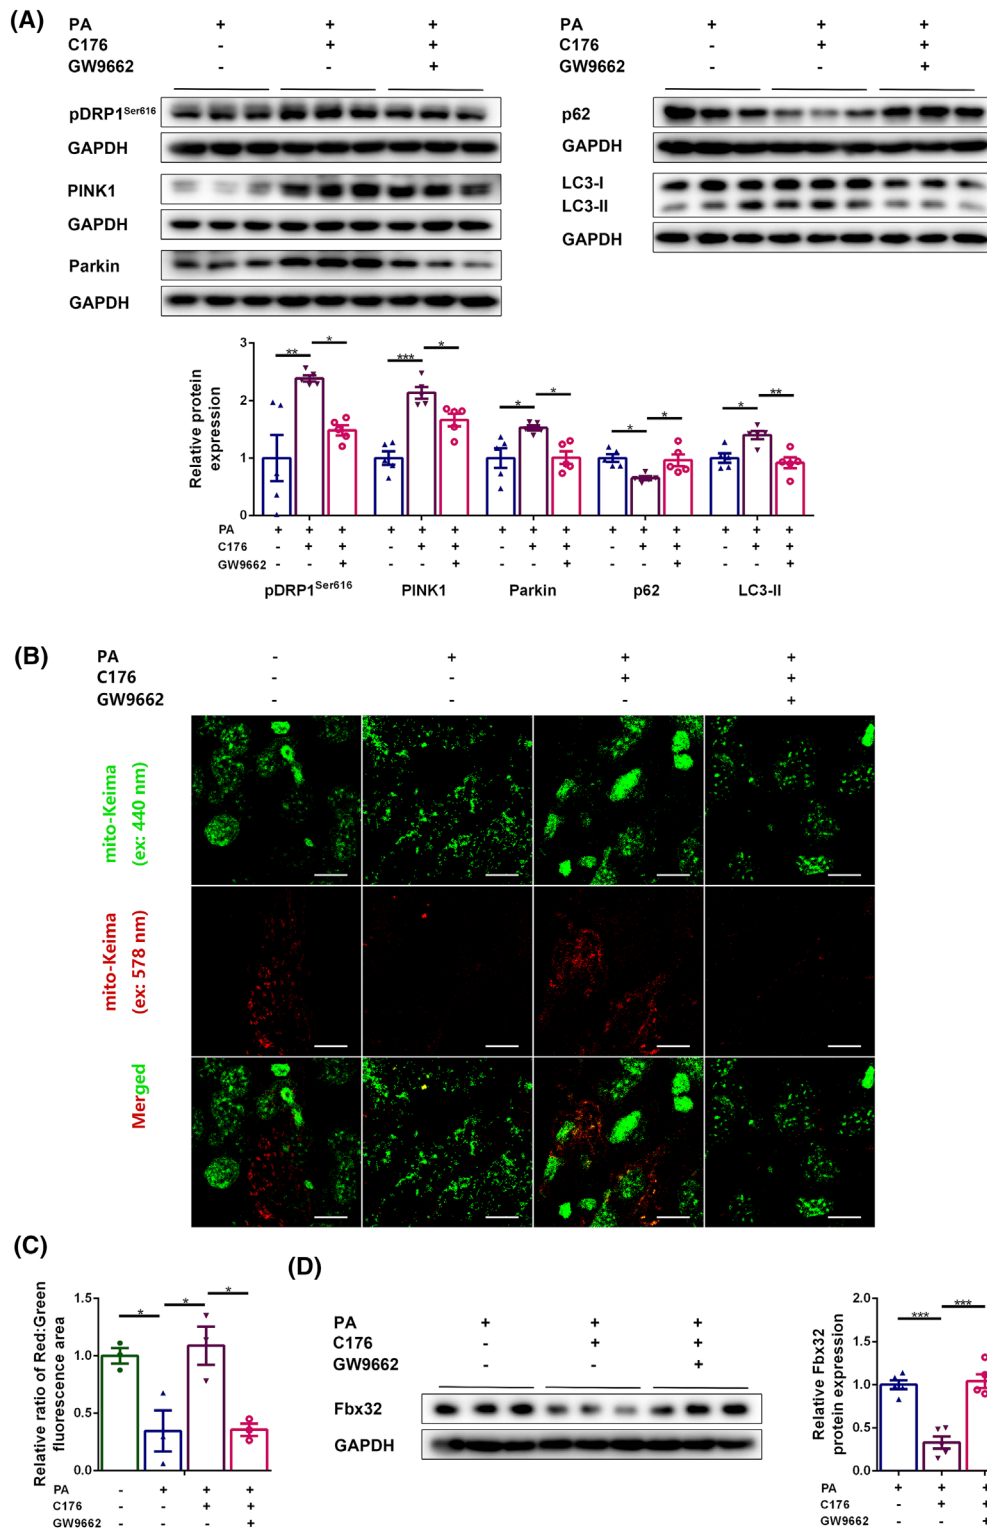 (A)
PA + + +
C176 - + +
GW9662 - - +
pDRP1Ser616
GAPDH
PINK1
GAPDH
Parkin
GAPDH
PA + + +
C176 - + +
GW9662 - - +
p62
GAPDH
LC3-I
LC3-II
GAPDH
Relative protein
expression
3
2
1
0
** * *** * * * * * * **
PA + + + + + + + + + + + + + + +
C176 - + + - + + - + + - + + - + +
GW9662 - - + - - + - - + - - + - - +
pDRP1Ser616 PINK1 Parkin p62 LC3-II
(B)
PA - + + +
C176 - - + +
GW9662 - - - +
mito-Keima
(ex: 440 nm)
mito-Keima
(ex: 578 nm)
Merged
(C)
Relative ratio of Red:Green
fluorescence area
1.5
1.0
0.5
0.0
* * *
PA - + + +
C176 - - + +
GW9662 - - - +
(D)
PA + + +
C176 - + +
GW9662 - - +
Fbx32
GAPDH
Relative Fbx32
protein expression
2.0
1.5
1.0
0.5
0.0
*** ***
PA + + +
C176 - + +
GW9662 - - +